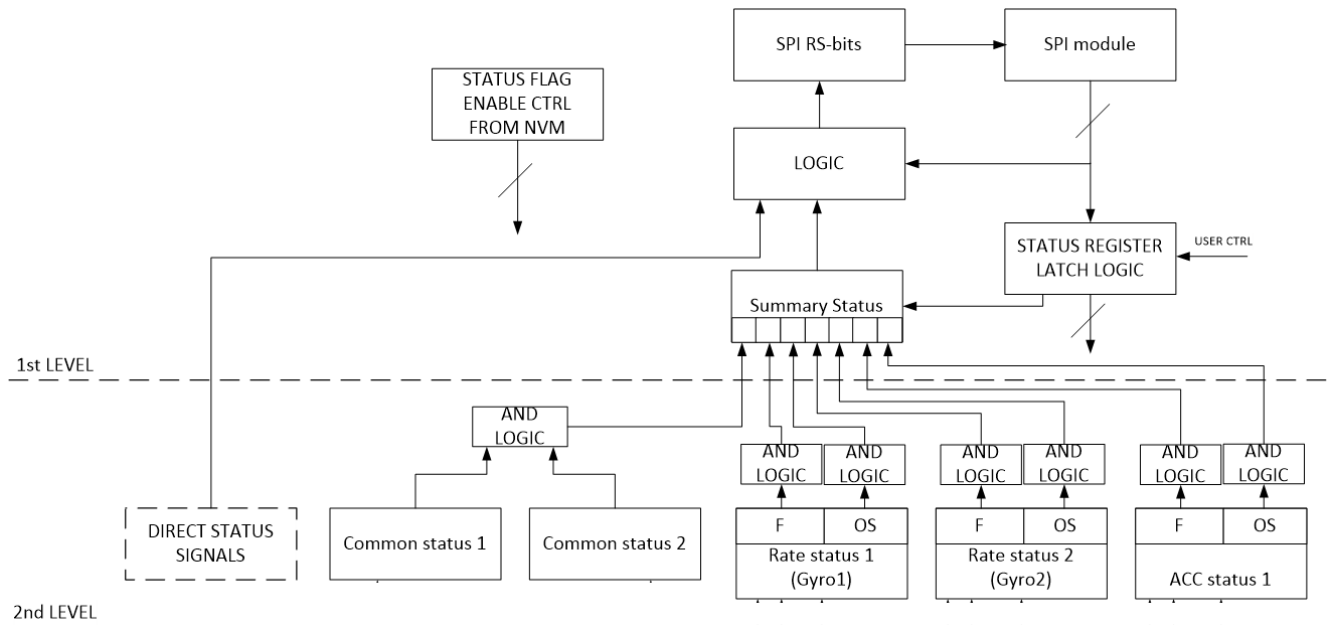 SPI RS-bits
SPI module
STATUS FLAG
ENABLE CTRL
FROM NVM
LOGIC
STATUS REGISTER
LATCH LOGIC
USER CTRL
Summary Status
1st LEVEL
AND
LOGIC
AND
LOGIC
AND
LOGIC
AND
LOGIC
AND
LOGIC
AND
LOGIC
AND
LOGIC
DIRECT STATUS
SIGNALS
Common status 1
Common status 2
F
OS
Rate status 1
(Gyro1)
F
OS
Rate status 2
(Gyro2)
F
OS
ACC status 1
2nd LEVEL